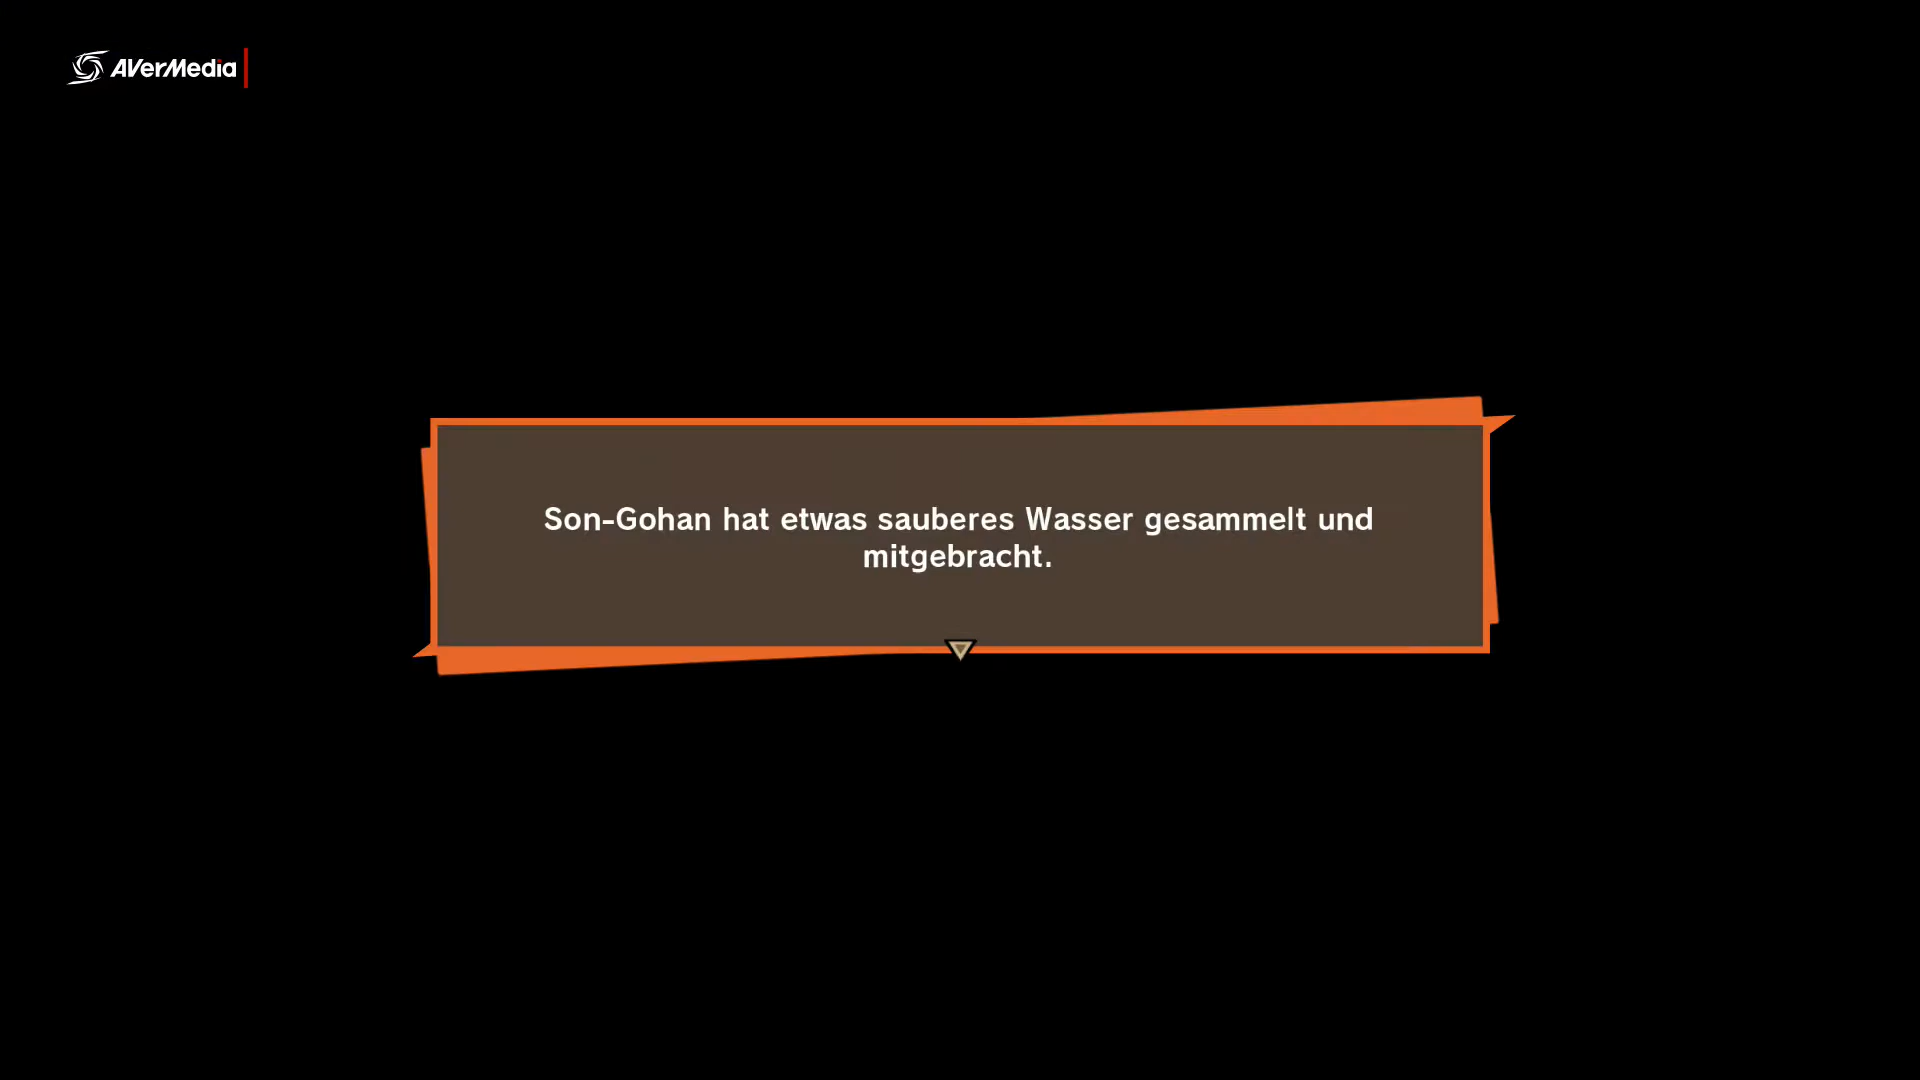 AVerMedia
Son-Gohan hat etwas sauberes Wasser gesammelt und
mitgebracht.